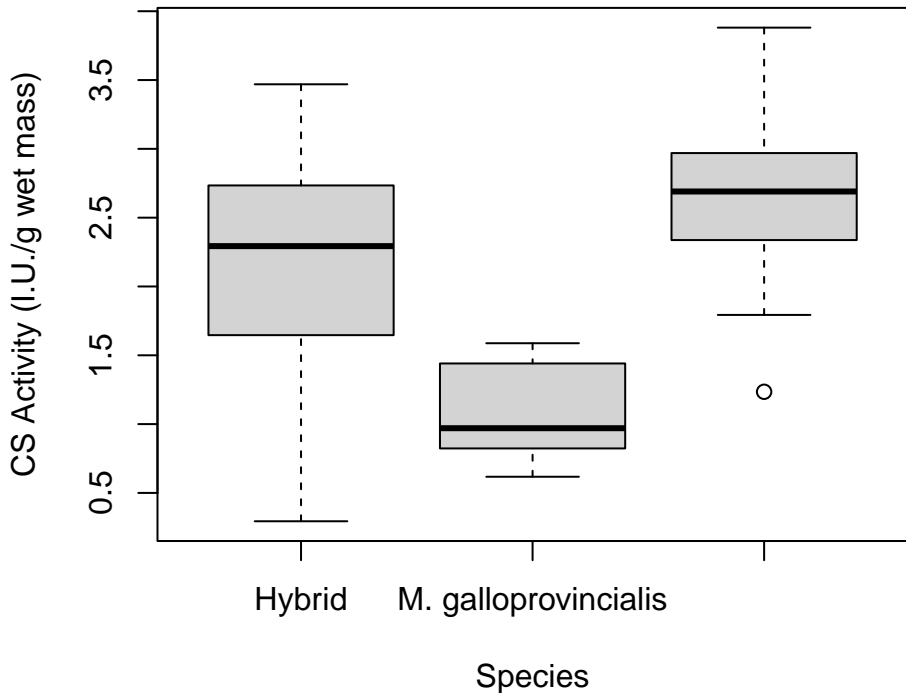 CS Activity (I.U./g wet mass)
3.5
2.5
1.5
0.5
Hybrid M. galloprovincialis
Species